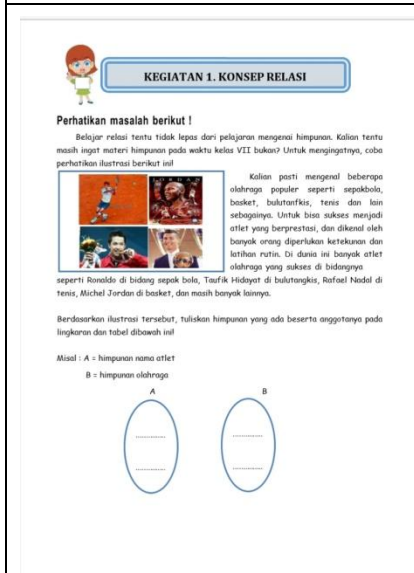 KEGIATAN 1. KONSEP RELASI
Perhatikan masalah berikut !
Belajar relasi tentu tidak lepas dari pelajaran mengenai himpunan. Kalian tentu
masih ingat materi himpunan pada waktu kelas VII bukan? Untuk mengingatnya, coba
perhatikan ilustrasi berikut ini!
JORDAN
Kalian pasti mengenal beberapa
olahraga populer seperti sepakbola,
basket, bulutanfkis, tenis dan lain
sebagainya. Untuk bisa sukses menjadi
atlet yang berprestasi, dan dikenal oleh
banyak orang diperlukan ketekunan dan
latihan rutin. Di dunia ini banyak atlet
olahraga yang sukses di bidangnya
seperti Ronaldo di bidang sepak bola, Taufik Hidayat di bulutangkis, Rafael Nadal di
tenis, Michel Jordan di basket, dan masih banyak lainnya.
Berdasarkan ilustrasi tersebut, tuliskan himpunan yang ada beserta anggotanya pada
lingkaran dan tabel dibawah ini!
Misal : A = himpunan nama atlet
B = himpunan olahraga
A B
.............. ..............
.............. ..............